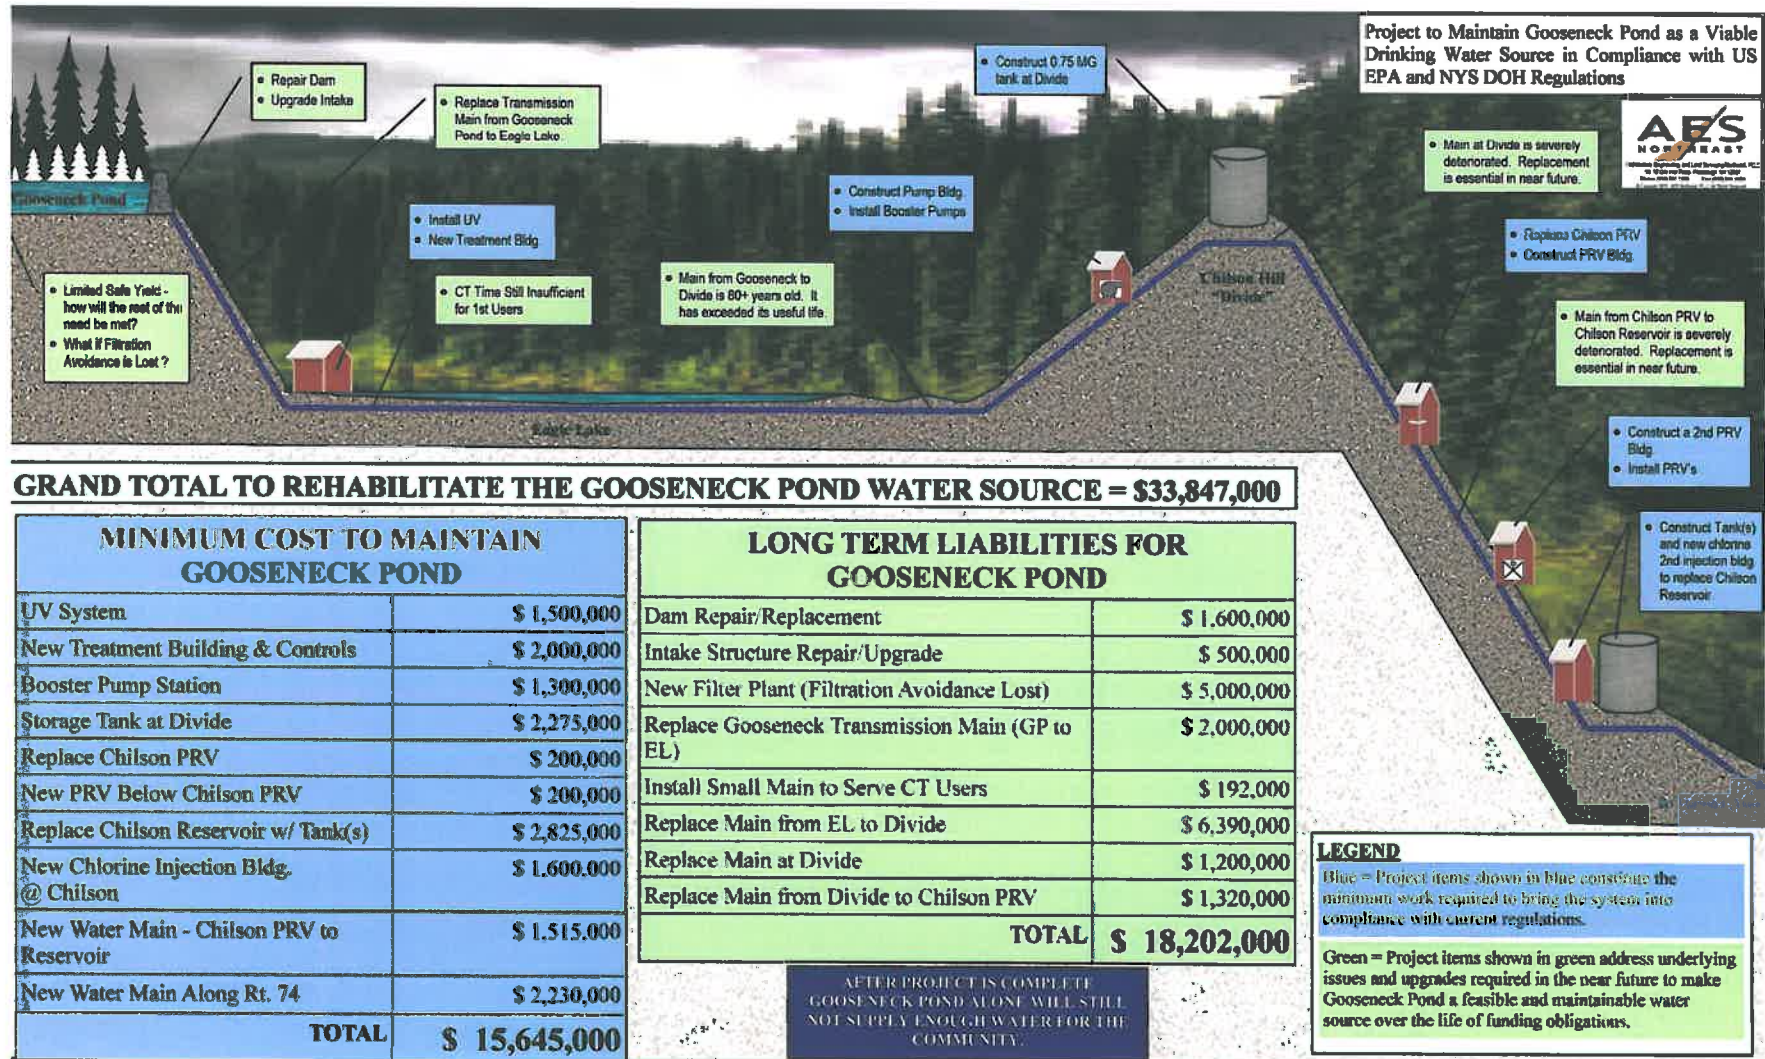 Project to Maintain Gooseneck Pond as a Viable
Drinking Water Source in Compliance with US
EPA and NYS DOH Regulations
AES
NORTHEAST
• Repair Dam
• Upgrade Intake
• Replace Transmission
Main from Gooseneck
Pond to Eagle Lake.
• Construct 0.75 MG
tank at Divide
• Main at Divide is severely
deteriorated. Replacement
is essential in near future.
Gooseneck Pond
• Install UV
• New Treatment Bldg.
• Construct Pump Bldg.
• Install Booster Pumps
• Replace Chilson PRV
• Construct PRV Bldg.
• Limited Safe Yield -
how will the rest of the
need be met?
• What if Filtration
Avoidance is Lost ?
• CT Time Still Insufficient
for 1st Users
• Main from Gooseneck to
Divide is 80+ years old. It
has exceeded its useful life.
Chilson Hill
"Divide"
• Main from Chilson PRV to
Chilson Reservoir is severely
deteriorated. Replacement is
essential in near future.
Eagle Lake
• Construct a 2nd PRV
Bldg.
• Install PRV's
• Construct Tank(s)
and new chlorine
2nd injection bldg
to replace Chilson
Reservoir
GRAND TOTAL TO REHABILITATE THE GOOSENECK POND WATER SOURCE = $33,847,000
MINIMUM COST TO MAINTAIN
GOOSENECK POND
UV System $ 1,500,000
New Treatment Building & Controls $ 2,000,000
Booster Pump Station $ 1,300,000
Storage Tank at Divide $ 2,275,000
Replace Chilson PRV $ 200,000
New PRV Below Chilson PRV $ 200,000
Replace Chilson Reservoir w/ Tank(s) $ 2,825,000
New Chlorine Injection Bldg. $ 1,600,000
@ Chilson
New Water Main - Chilson PRV to $ 1,515,000
Reservoir
New Water Main Along Rt. 74 $ 2,230,000
TOTAL $ 15,645,000
LONG TERM LIABILITIES FOR
GOOSENECK POND
Dam Repair/Replacement $ 1,600,000
Intake Structure Repair/Upgrade $ 500,000
New Filter Plant (Filtration Avoidance Lost) $ 5,000,000
Replace Gooseneck Transmission Main (GP to $ 2,000,000
EL)
Install Small Main to Serve CT Users $ 192,000
Replace Main from EL to Divide $ 6,390,000
Replace Main at Divide $ 1,200,000
Replace Main from Divide to Chilson PRV $ 1,320,000
TOTAL $ 18,202,000
AFTER PROJECT IS COMPLETE
GOOSENECK POND ALONE WILL STILL
NOT SUPPLY ENOUGH WATER FOR THE
COMMUNITY.
LEGEND
Blue = Project items shown in blue constitute the
minimum work required to bring the system into
compliance with current regulations.
Green = Project items shown in green address underlying
issues and upgrades required in the near future to make
Gooseneck Pond a feasible and maintainable water
source over the life of funding obligations.